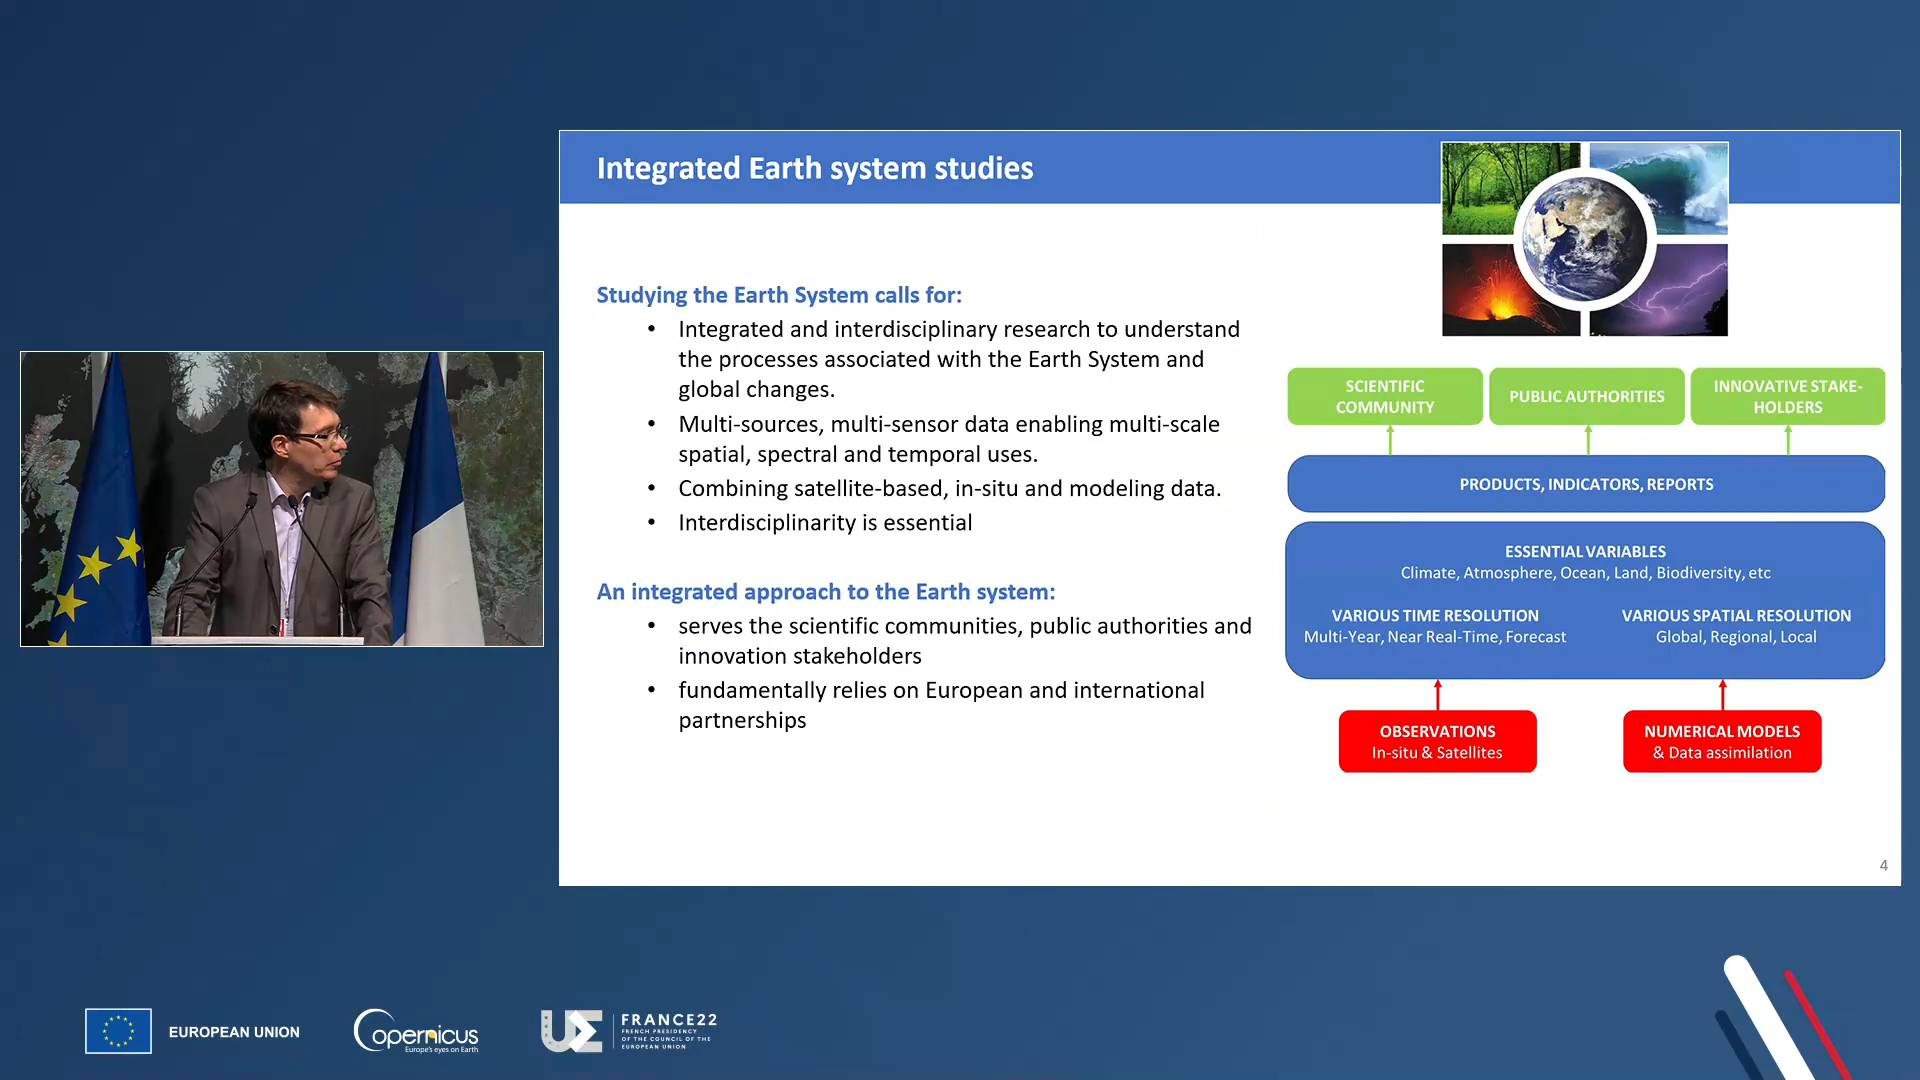 Integrated Earth system studies
Studying the Earth System calls for:
• Integrated and interdisciplinary research to understand
the processes associated with the Earth System and
global changes.
• Multi-sources, multi-sensor data enabling multi-scale
spatial, spectral and temporal uses.
• Combining satellite-based, in-situ and modeling data.
• Interdisciplinarity is essential
An integrated approach to the Earth system:
• serves the scientific communities, public authorities and
innovation stakeholders
• fundamentally relies on European and international
partnerships
SCIENTIFIC
COMMUNITY
PUBLIC AUTHORITIES
INNOVATIVE STAKE-
HOLDERS
PRODUCTS, INDICATORS, REPORTS
ESSENTIAL VARIABLES
Climate, Atmosphere, Ocean, Land, Biodiversity, etc
VARIOUS TIME RESOLUTION
Multi-Year, Near Real-Time, Forecast
VARIOUS SPATIAL RESOLUTION
Global, Regional, Local
OBSERVATIONS
In-situ & Satellites
NUMERICAL MODELS
& Data assimilation
4
EUROPEAN UNION
opernicus
Europe's eyes on Earth
UE
FRANCE22
FRENCH PRESIDENCY
OF THE COUNCIL OF THE
EUROPEAN UNION